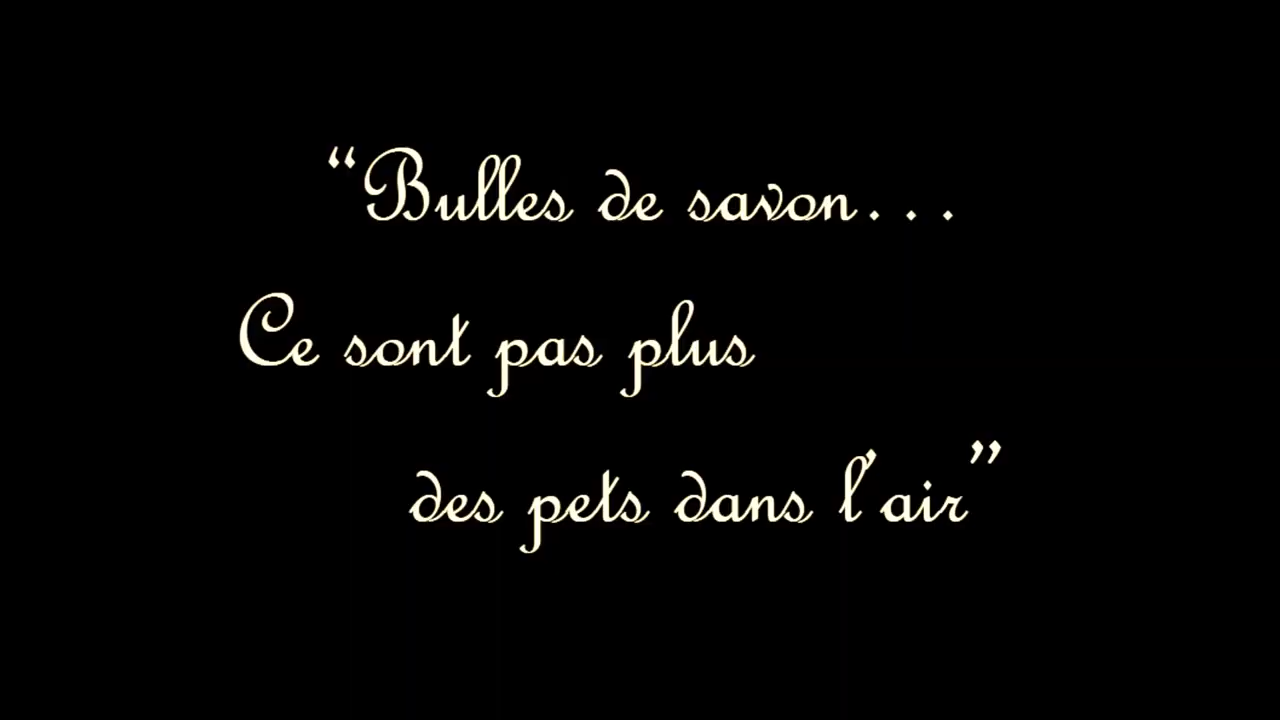 “Bulles de savon...
Ce sont pas plus
des pets dans l'air”